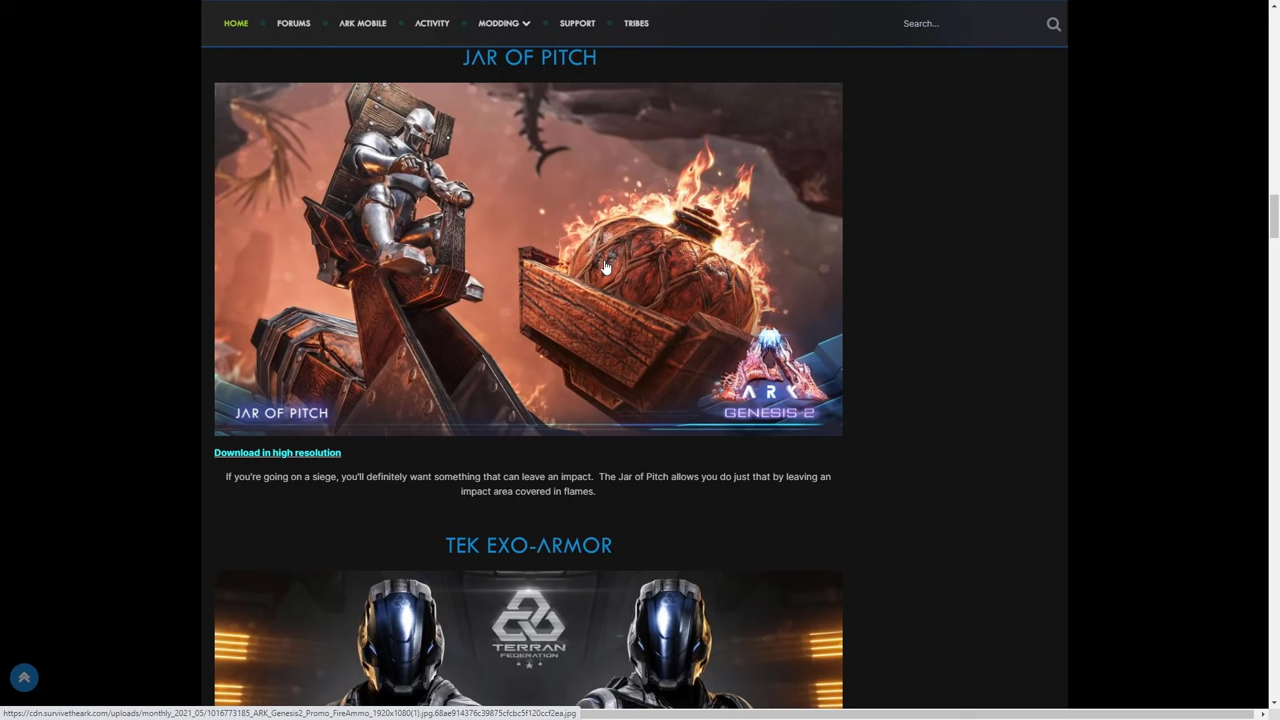 HOME FORUMS ARK MOBILE ACTIVITY MODDING SUPPORT TRIBES Search...
JAR OF PITCH
JAR OF PITCH
ARK
GENESIS 2
Download in high resolution
If you're going on a siege, you'll definitely want something that can leave an impact.  The Jar of Pitch allows you do just that by leaving an
impact area covered in flames.
TEK EXO-ARMOR
TERRAN
FEDERATION
https://cdn.survivetheark.com/uploads/monthly_2021_05/1016773185_ARK_Genesis2_Promo_FireAmmo_1920x1080(1).jpg.68ae914376c39875cfcbc5f120ccf2ea.jpg